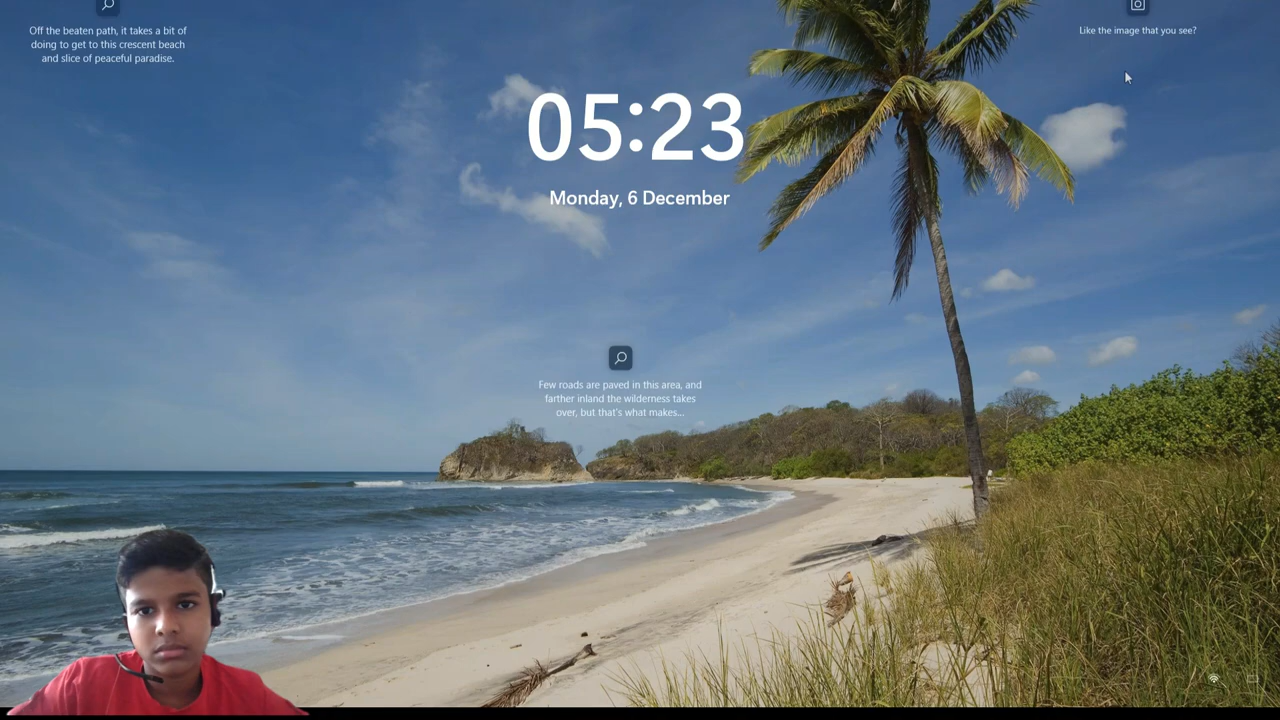 Off the beaten path, it takes a bit of
doing to get to this crescent beach
and slice of peaceful paradise.
Like the image that you see?
05:23
Monday, 6 December
Few roads are paved in this area, and
farther inland the wilderness takes
over, but that's what makes...